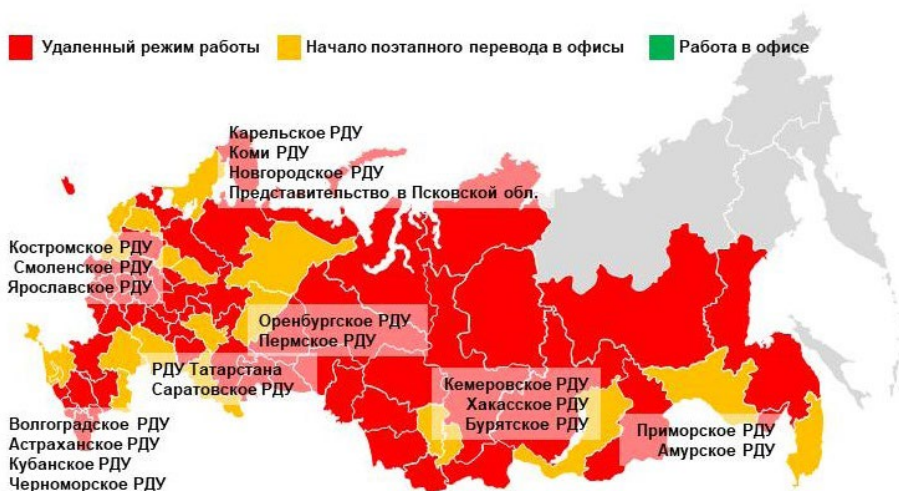 Удаленный режим работы
Начало поэтапного перевода в офисы
Работа в офисе
Карельское РДУ
Коми РДУ
Новгородское РДУ
Представительство в Псковской обл.
Костромское РДУ
Смоленское РДУ
Ярославское РДУ
Оренбургское РДУ
Пермское РДУ
РДУ Татарстана
Саратовское РДУ
Кемеровское РДУ
Хакасское РДУ
Бурятское РДУ
Приморское РДУ
Амурское РДУ
Волгоградское РДУ
Астраханское РДУ
Кубанское РДУ
Черноморское РДУ